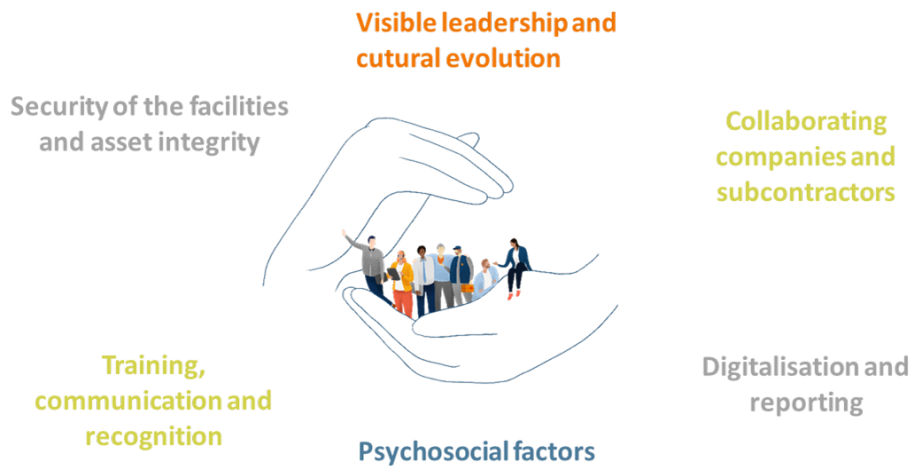 Visible leadership and
cutural evolution
Security of the facilities
and asset integrity
Collaborating
companies and
subcontractors
Training,
communication and
recognition
Digitalisation and
reporting
Psychosocial factors